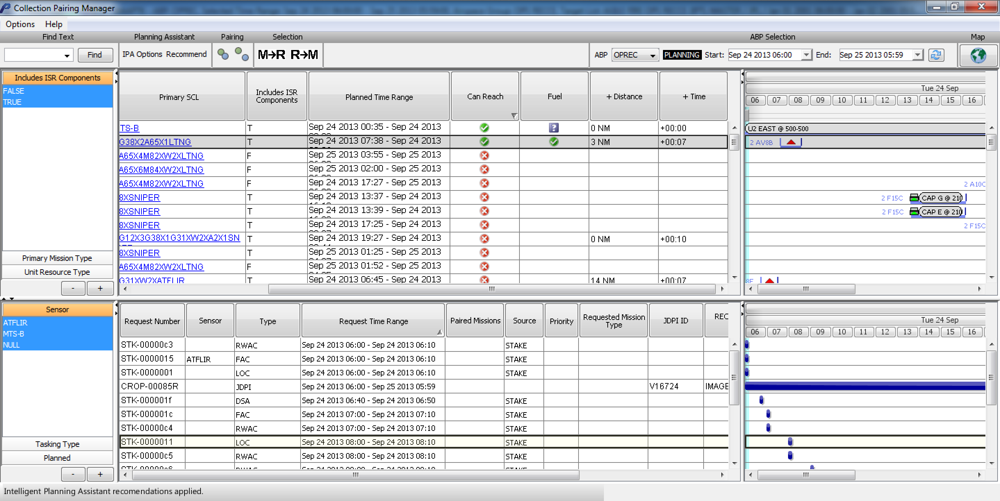 Collection Pairing Manager
Options Help
Find Text Planning Assistant Pairing Selection ABP Selection Map
Find IPA Options Recommend M→R R→M ABP OPREC PLANNING Start: Sep 24 2013 06:00 End: Sep 25 2013 05:59
Includes ISR Components
FALSE
TRUE
Primary Mission Type
Unit Resource Type
- +
Primary SCL Includes ISR Components Planned Time Range Can Reach Fuel + Distance + Time
TS-B T Sep 24 2013 00:35 - Sep 24 2013 ? 0 NM +00:00
G38X2A65X1LTNG T Sep 24 2013 07:38 - Sep 24 2013 3 NM +00:07
A65X4M82XW2XLTNG F Sep 25 2013 03:55 - Sep 25 2013
A65X6M84XW2XLTNG F Sep 25 2013 02:00 - Sep 25 2013
A65X4M82XW2XLTNG F Sep 24 2013 17:27 - Sep 25 2013
8XSNIPER T Sep 24 2013 13:37 - Sep 24 2013
8XSNIPER T Sep 24 2013 13:39 - Sep 24 2013
8XSNIPER T Sep 24 2013 17:25 - Sep 24 2013
G12X3G38X1G31XW2XA2X1SN T Sep 24 2013 19:27 - Sep 24 2013 0 NM +00:10
8XSNIPER T Sep 25 2013 01:25 - Sep 25 2013
A65X4M82XW2XLTNG F Sep 25 2013 01:52 - Sep 25 2013
G31XW2XATFLIR T Sep 24 2013 06:45 - Sep 24 2013 14 NM +00:07
Tue 24 Sep
06 07 08 09 10 11 12 13 14 15 16
U2 EAST @ 500-500
2 AV8B
2 A10C
2 F15C CAP G @ 210
2 F15C CAP E @ 210
2 F15C
8F
Sensor
ATFLIR
MTS-B
NULL
Tasking Type
Planned
- +
Request Number Sensor Type Request Time Range Paired Missions Source Priority Requested Mission Type JDPI ID REC
STK-00000c3 RWAC Sep 24 2013 06:00 - Sep 24 2013 06:10 STAKE
STK-0000015 ATFLIR FAC Sep 24 2013 06:00 - Sep 24 2013 06:10 STAKE
STK-0000001 LOC Sep 24 2013 06:00 - Sep 24 2013 06:10 STAKE
CROP-00085R JDPI Sep 24 2013 06:00 - Sep 25 2013 05:59 V16724 IMAGE
STK-000001f DSA Sep 24 2013 06:40 - Sep 24 2013 06:50 STAKE
STK-000001c FAC Sep 24 2013 07:00 - Sep 24 2013 07:10 STAKE
STK-00000c4 RWAC Sep 24 2013 07:00 - Sep 24 2013 07:10 STAKE
STK-0000011 LOC Sep 24 2013 08:00 - Sep 24 2013 08:10 STAKE
STK-00000c5 RWAC Sep 24 2013 08:00 - Sep 24 2013 08:10 STAKE
Tue 24 Sep
06 07 08 09 10 11 12 13 14 15 16
Intelligent Planning Assistant recomendations applied.